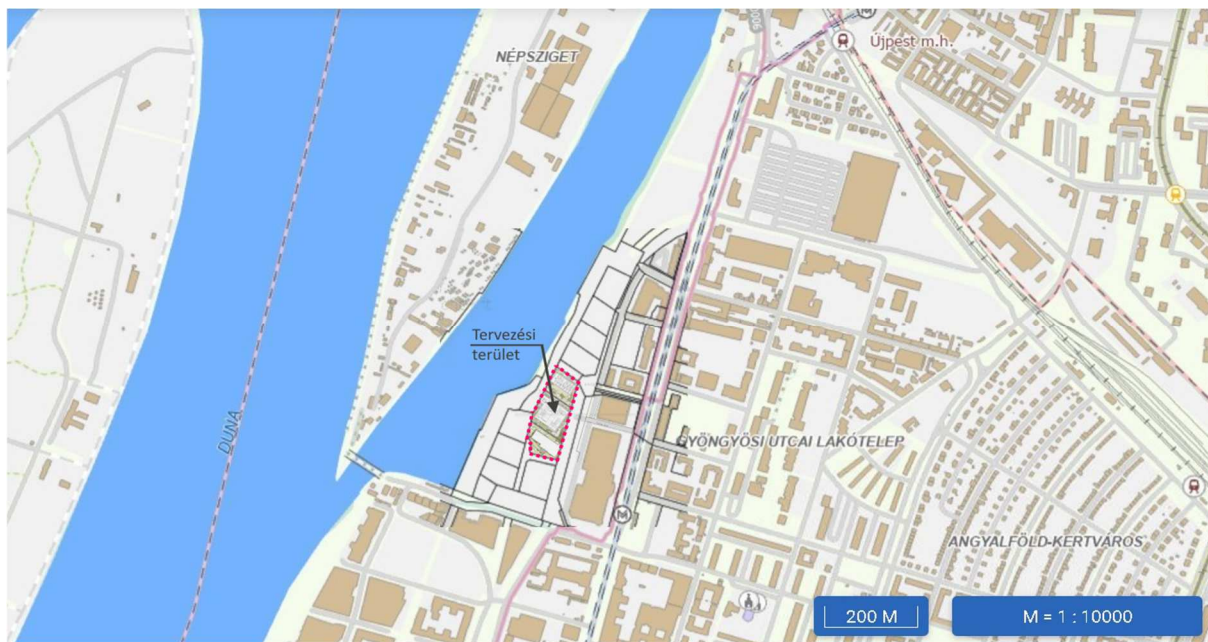 NÉPSZIGET
Újpest m.h.
M
Tervezési
terület
DUNA
GYÖNGYÖSI UTCAI LAKÓTELEP
M
ANGYALFÖLD-KERTVÁROS
200 M
M = 1 : 10000